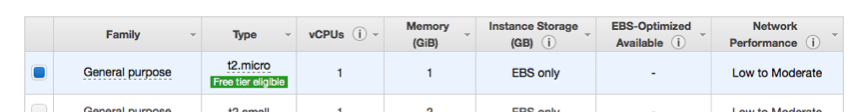 Family Type vCPUs Memory (GiB) Instance Storage (GB) EBS-Optimized Available Network Performance
General purpose t2.micro Free tier eligible 1 1 EBS only - Low to Moderate
General purpose t2.small 1 2 EBS only - Low to Moderate